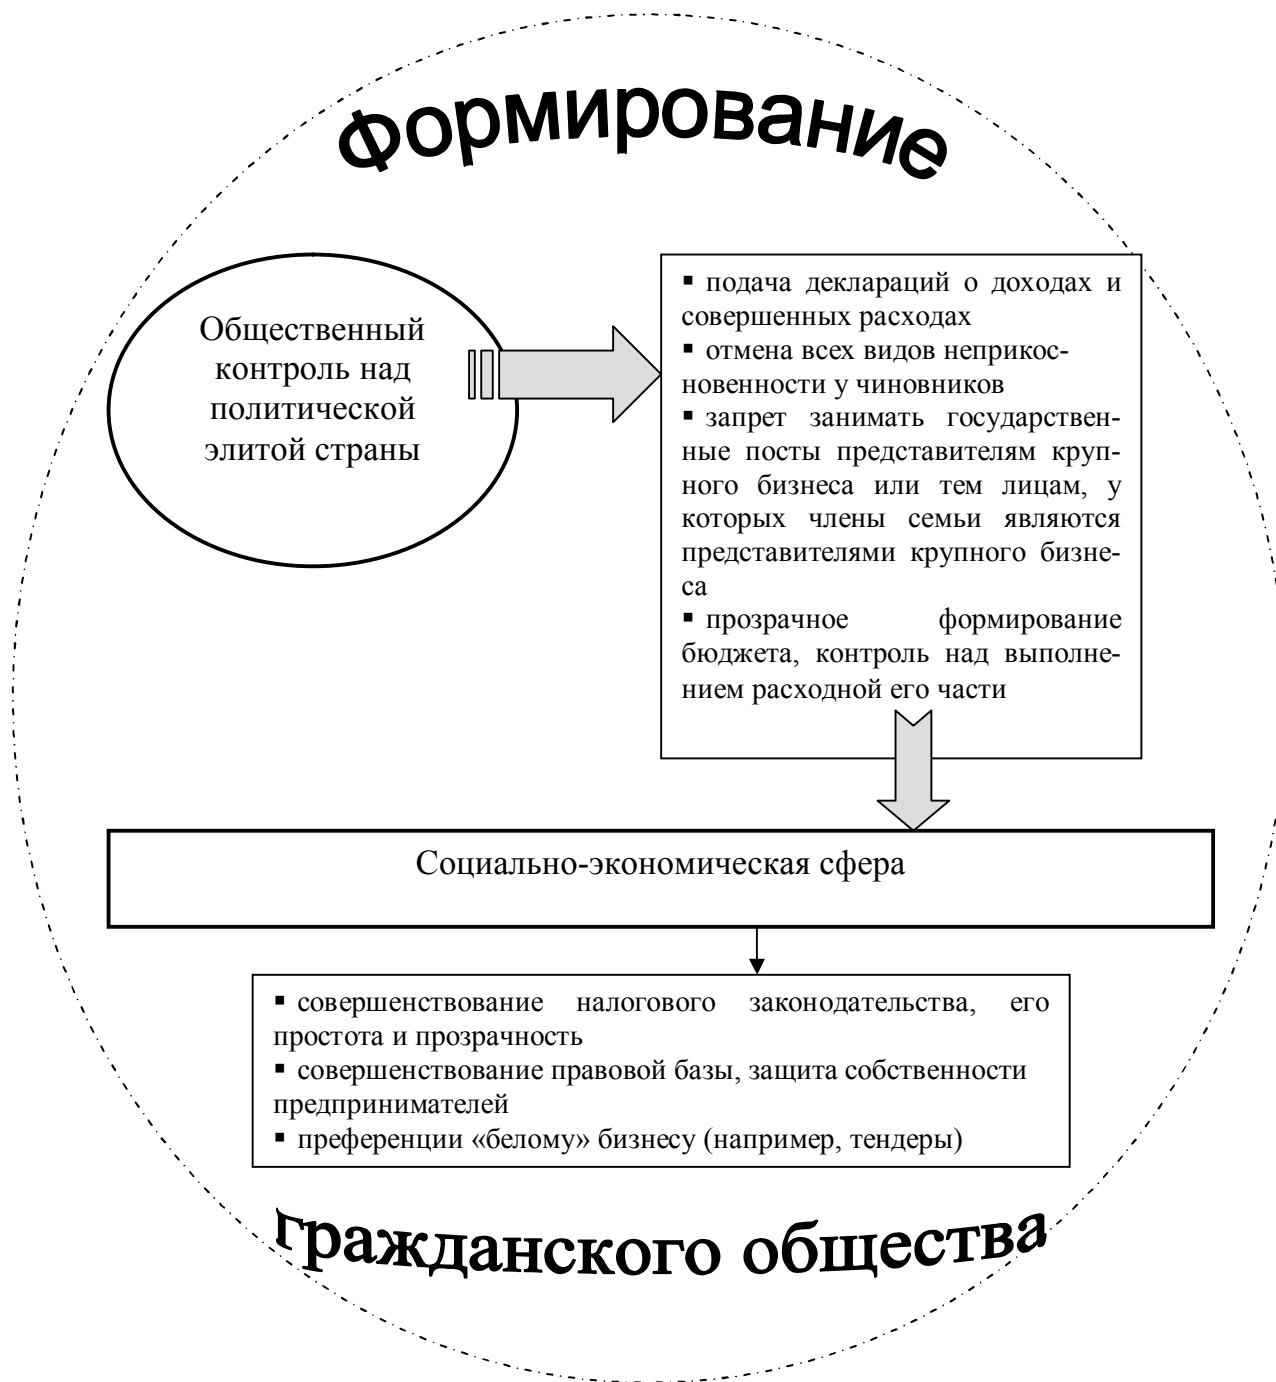 Формирование
Общественный
контроль над
политической
элитой страны
▪ подача деклараций о доходах и
совершенных расходах
▪ отмена всех видов неприкос-
новенности у чиновников
▪ запрет занимать государствен-
ные посты представителям круп-
ного бизнеса или тем лицам, у
которых члены семьи являются
представителями крупного бизне-
са
▪ прозрачное формирование
бюджета, контроль над выполне-
нием расходной его части
Социально-экономическая сфера
▪ совершенствование налогового законодательства, его
простота и прозрачность
▪ совершенствование правовой базы, защита собственности
предпринимателей
▪ преференции «белому» бизнесу (например, тендеры)
гражданского общества